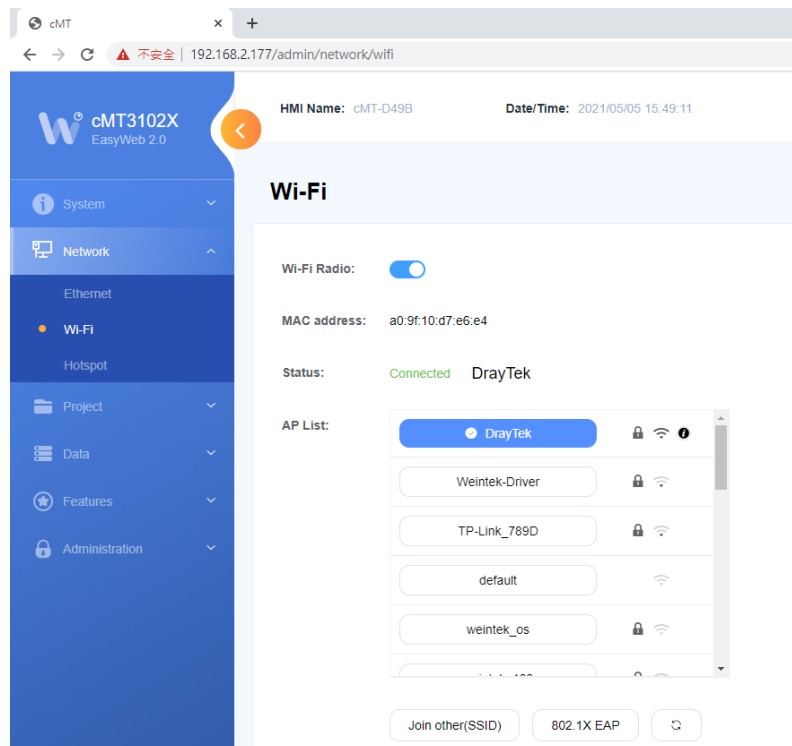 cMT
不安全 | 192.168.2.177/admin/network/wifi
cMT3102X
EasyWeb 2.0
HMI Name: cMT-D49B Date/Time: 2021/05/05 15:49:11
System
Network
Ethernet
Wi-Fi
Hotspot
Project
Data
Features
Administration
Wi-Fi
Wi-Fi Radio:
MAC address: a0:9f:10:d7:e6:e4
Status: Connected DrayTek
AP List:
DrayTek
Weintek-Driver
TP-Link_789D
default
weintek_os
Join other(SSID) 802.1X EAP